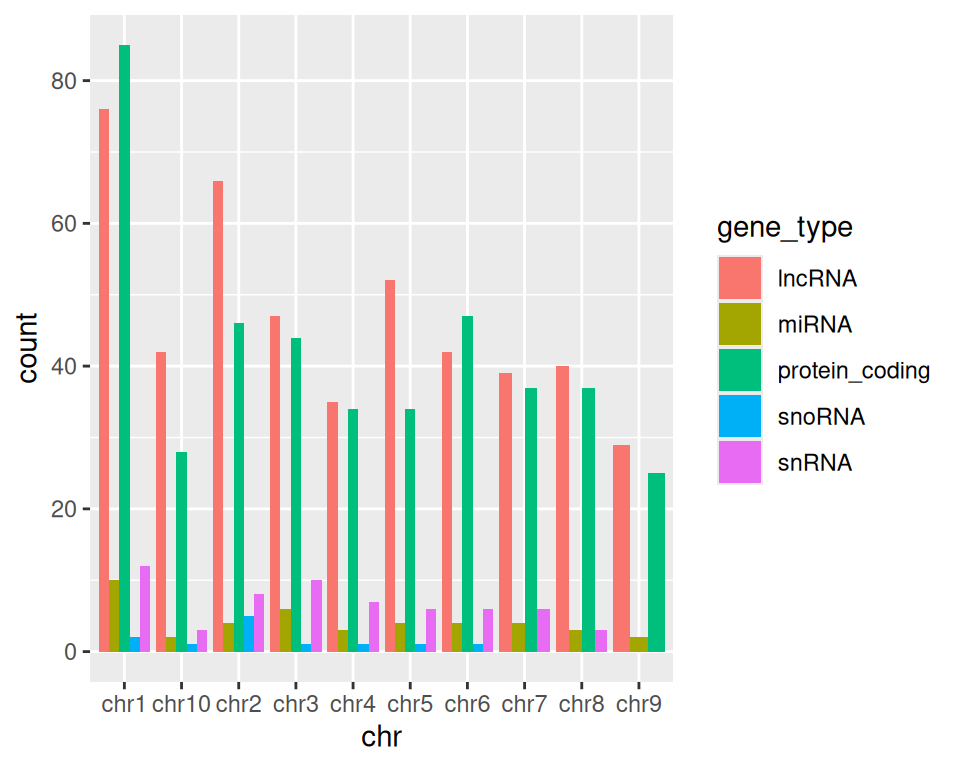 80
60
40
20
0
count
chr1 chr10 chr2 chr3 chr4 chr5 chr6 chr7 chr8 chr9
chr
gene_type
lncRNA
miRNA
protein_coding
snoRNA
snRNA